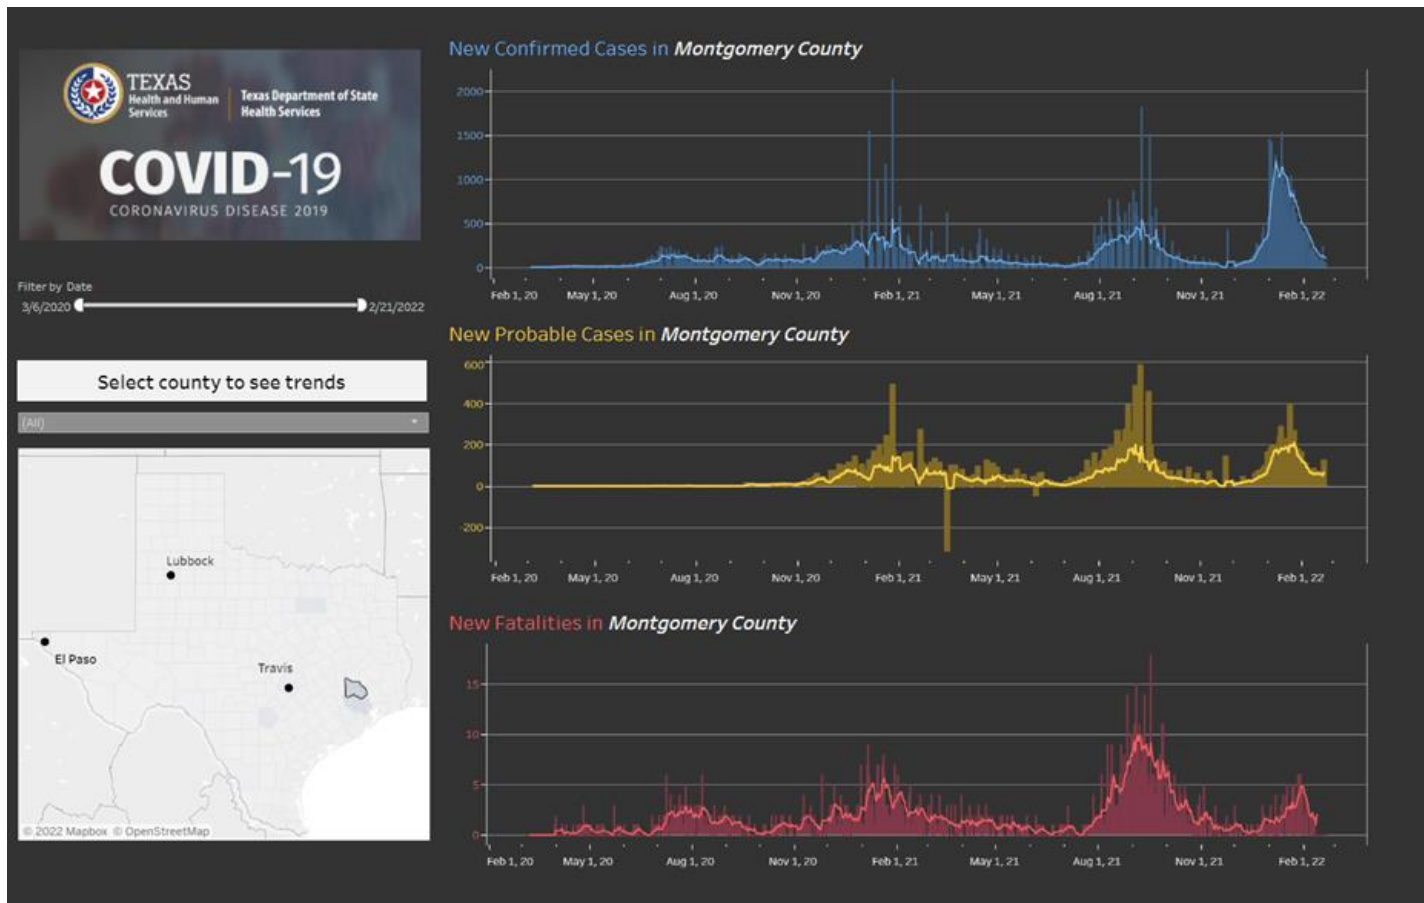 TEXAS
Health and Human
Services
Texas Department of State
Health Services
COVID-19
CORONAVIRUS DISEASE 2019
Filter by Date
3/6/2020
2/21/2022
Select county to see trends
(All)
Lubbock
El Paso
Travis
© 2022 Mapbox © OpenStreetMap
New Confirmed Cases in Montgomery County
2000
1500
1000
500
0
Feb 1, 20 May 1, 20 Aug 1, 20 Nov 1, 20 Feb 1, 21 May 1, 21 Aug 1, 21 Nov 1, 21 Feb 1, 22
New Probable Cases in Montgomery County
600
400
200
0
-200
Feb 1, 20 May 1, 20 Aug 1, 20 Nov 1, 20 Feb 1, 21 May 1, 21 Aug 1, 21 Nov 1, 21 Feb 1, 22
New Fatalities in Montgomery County
15
10
5
0
Feb 1, 20 May 1, 20 Aug 1, 20 Nov 1, 20 Feb 1, 21 May 1, 21 Aug 1, 21 Nov 1, 21 Feb 1, 22